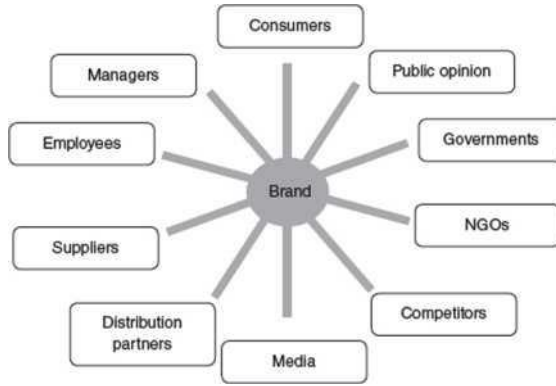 Consumers
Public opinion
Managers
Governments
Employees
Brand
NGOs
Suppliers
Competitors
Distribution
partners
Media